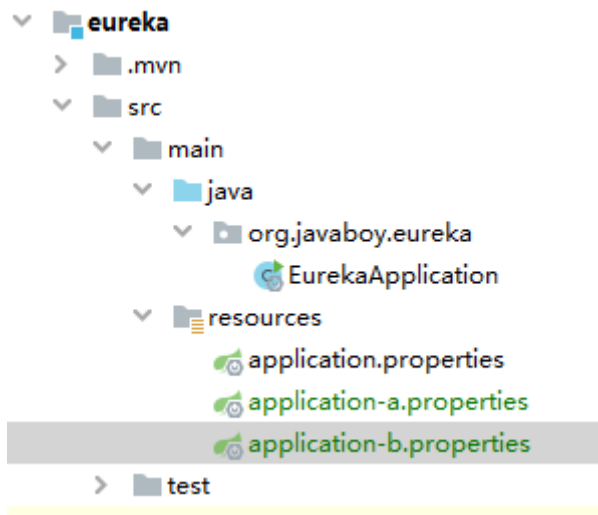 eureka
.mvn
src
main
java
org.javaboy.eureka
EurekaApplication
resources
application.properties
application-a.properties
application-b.properties
test